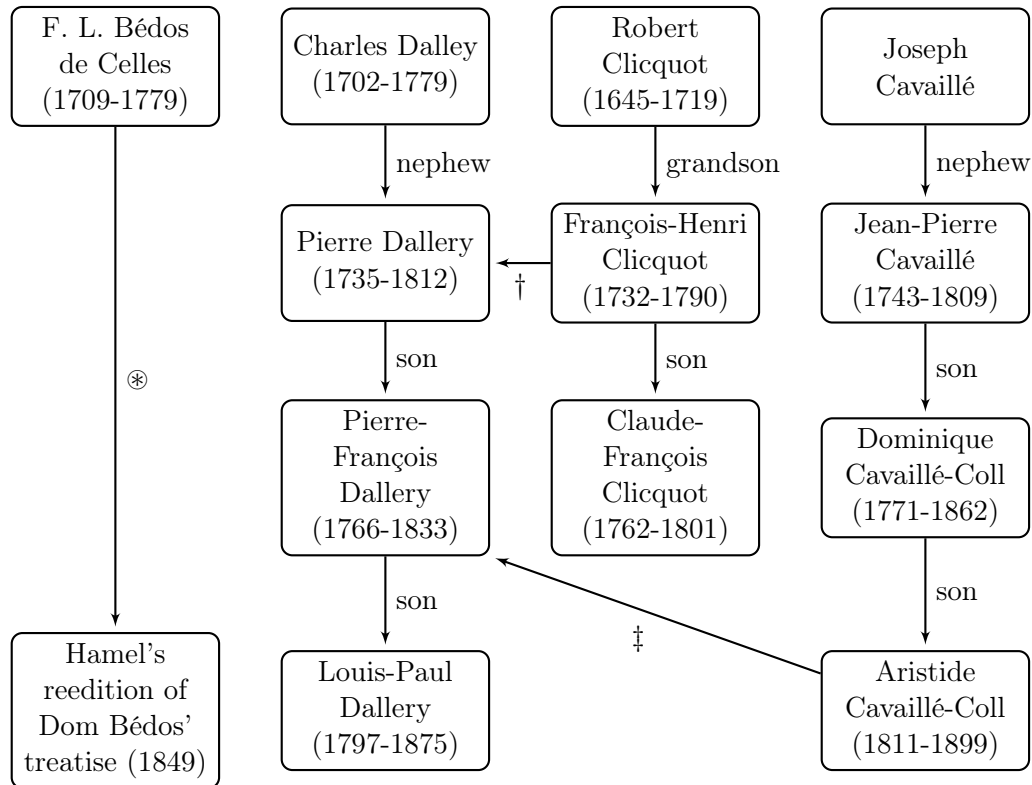 F. L. Bédos
de Celles
(1709-1779)
Charles Dalley
(1702-1779)
Robert
Clicquot
(1645-1719)
Joseph
Cavaillé
nephew
grandson
nephew
Pierre Dallery
(1735-1812)
†
François-Henri
Clicquot
(1732-1790)
Jean-Pierre
Cavaillé
(1743-1809)
⊛
son
son
son
Pierre-
François
Dallery
(1766-1833)
Claude-
François
Clicquot
(1762-1801)
Dominique
Cavaillé-Coll
(1771-1862)
son
‡
son
Hamel's
reedition of
Dom Bédos'
treatise (1849)
Louis-Paul
Dallery
(1797-1875)
Aristide
Cavaillé-Coll
(1811-1899)